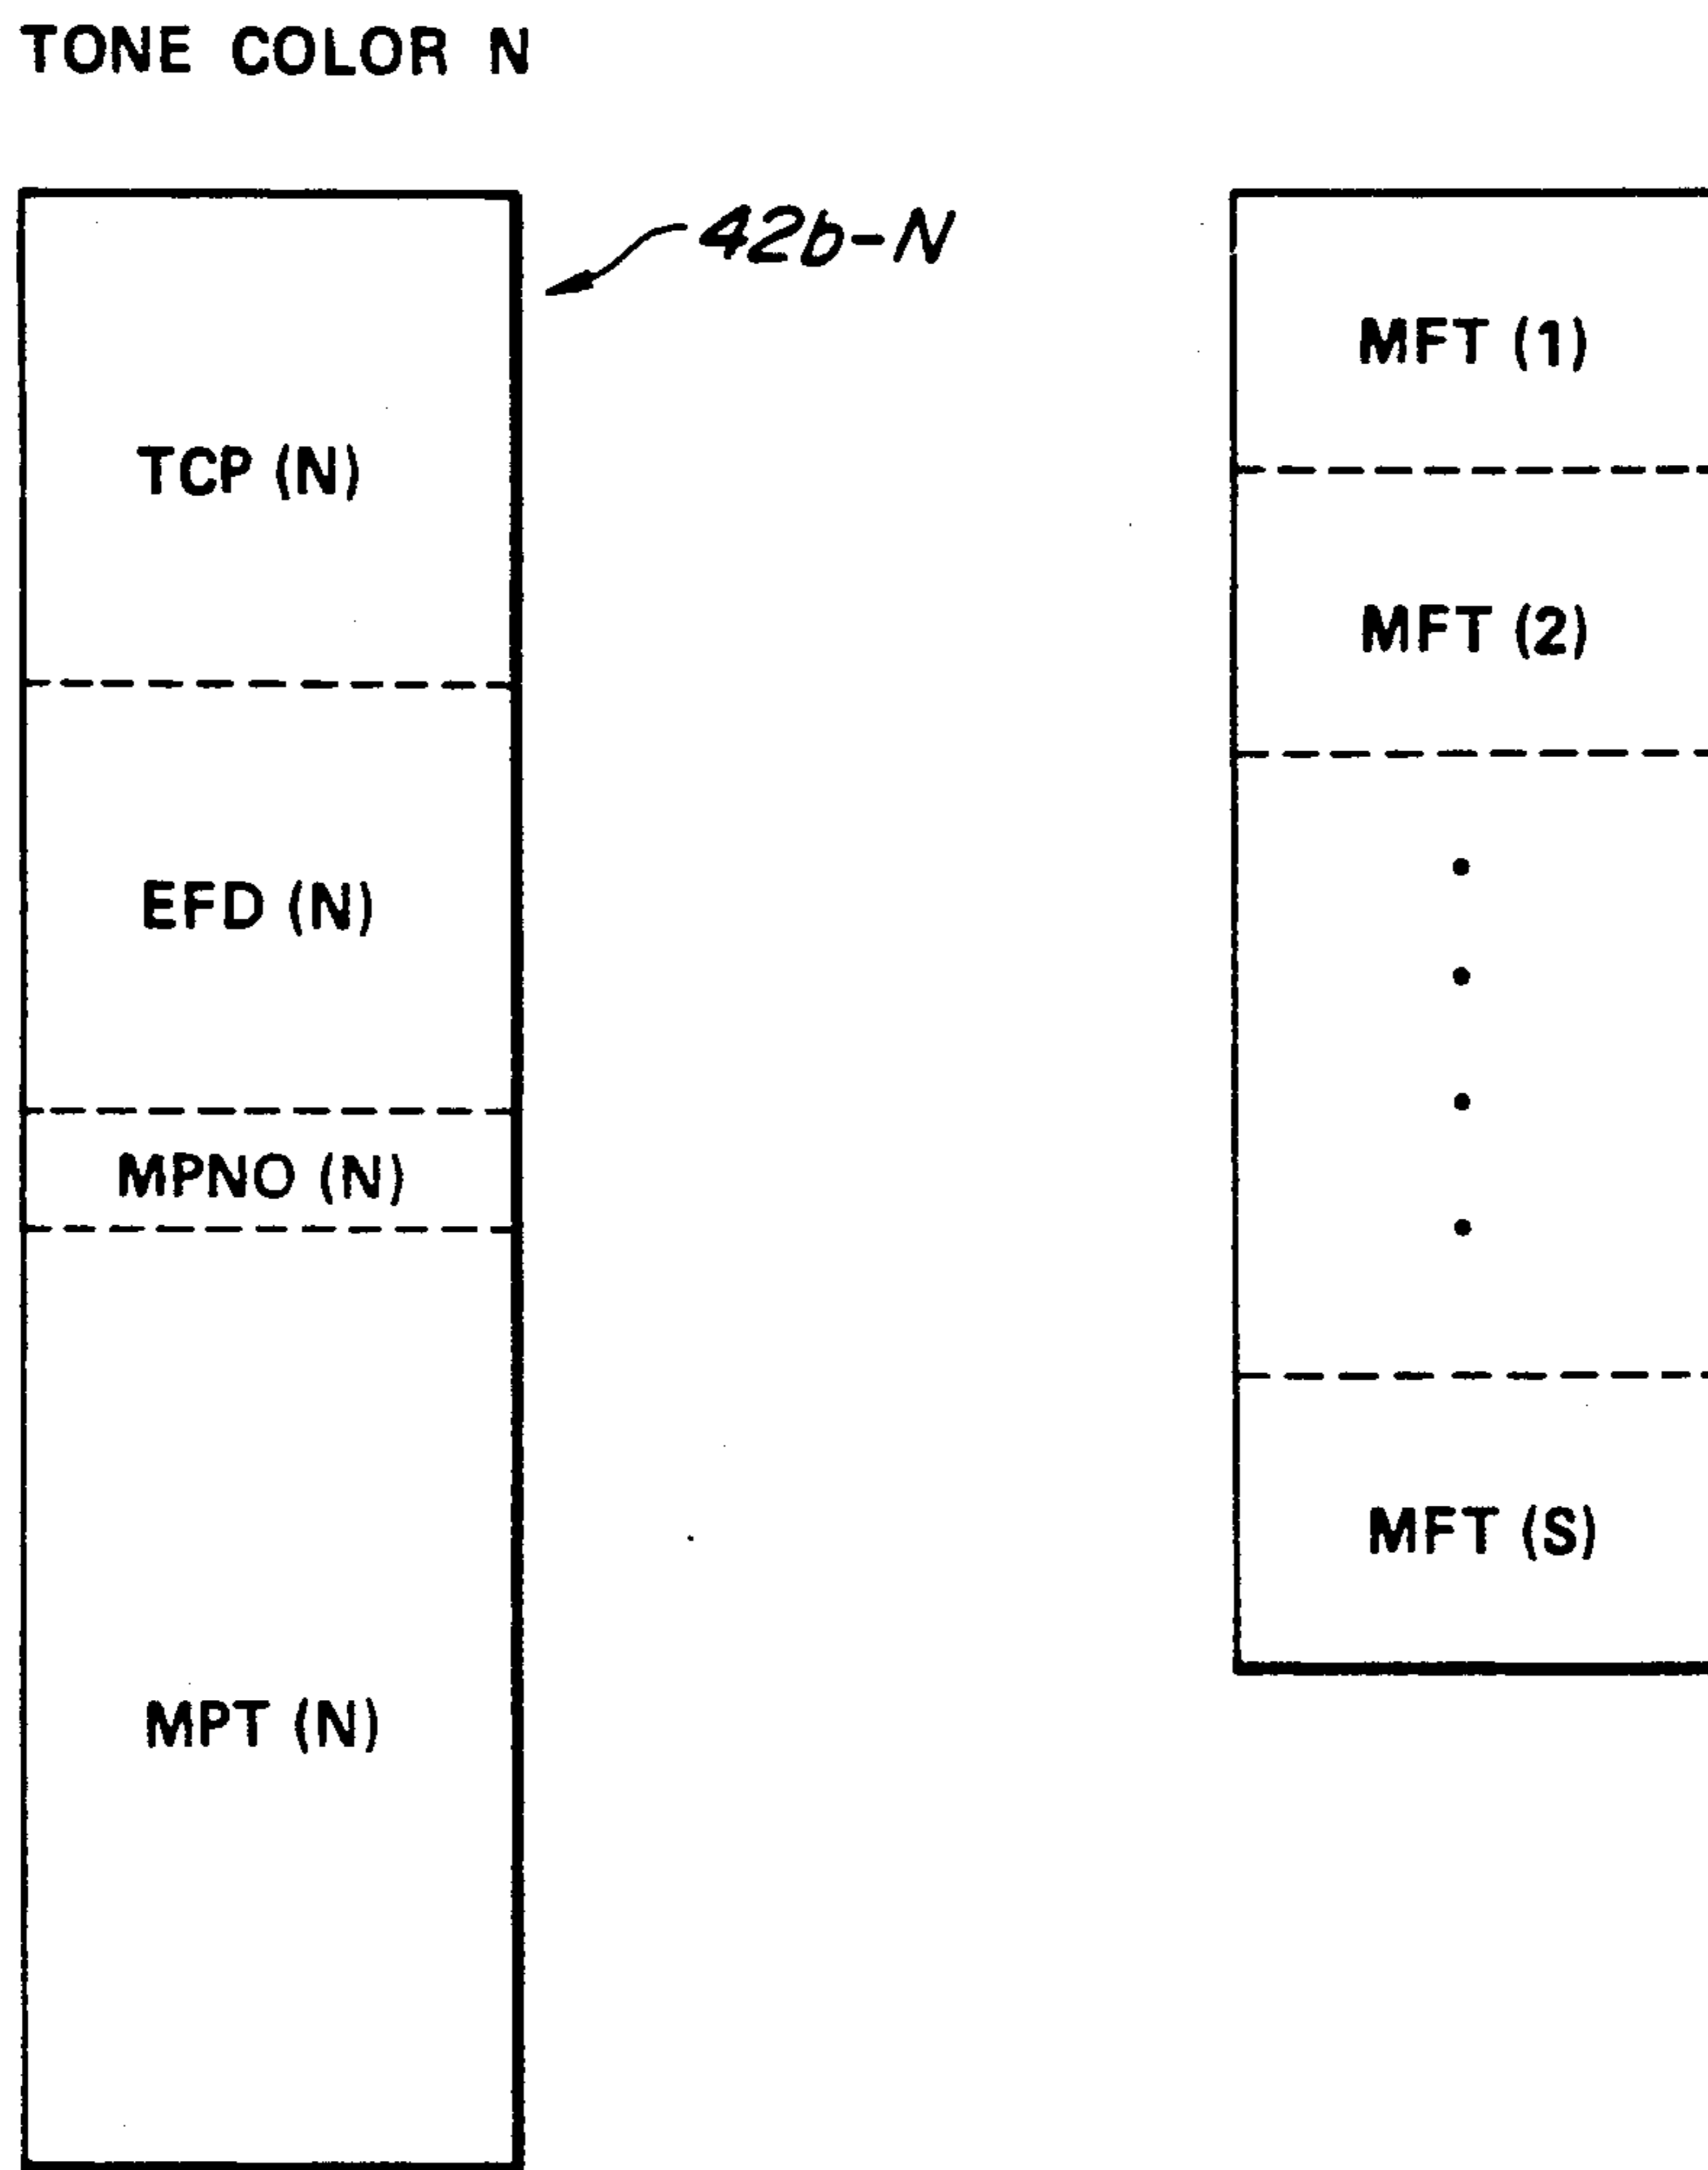 TONE COLOR N
42b-N
TCP (N)
EFD (N)
MPNO (N)
MPT (N)
MFT (1)
MFT (2)
MFT (S)